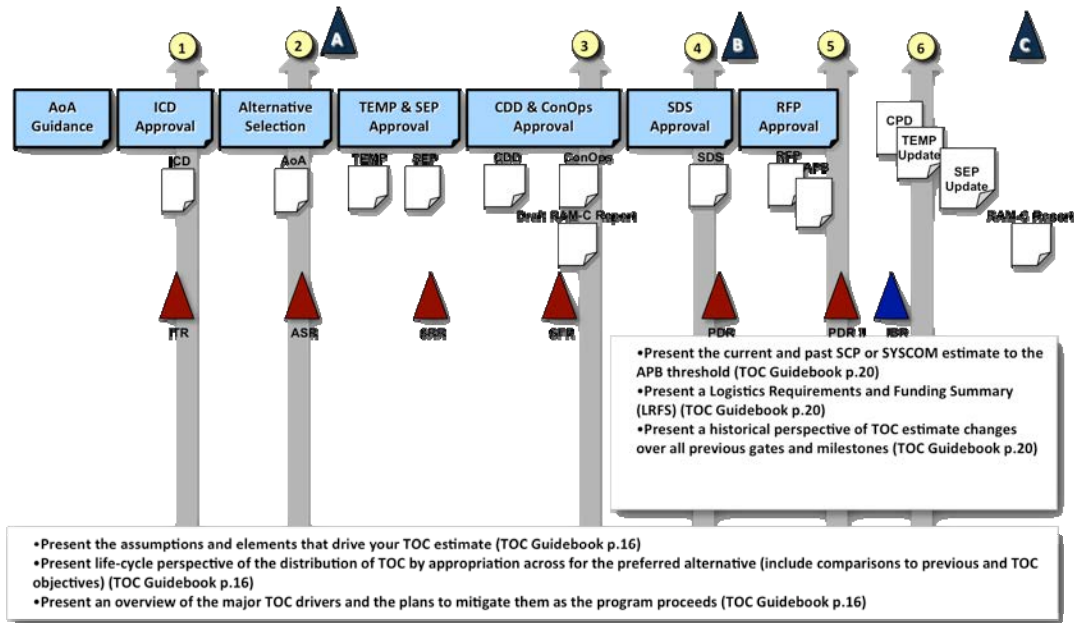 1
2
A
3
4
B
5
6
C
AoA
Guidance
ICD
Approval
Alternative
Selection
TEMP & SEP
Approval
CDD & ConOps
Approval
SDS
Approval
RFP
Approval
CPD
TEMP
Update
SEP
Update
ICD
AoA
TEMP
SEP
CDD
ConOps
SDS
RFP
APB
Draft RAM-C Report
RAM-C Report
ITR
ASR
SRR
SFR
PDR
PDR II
IBR
•Present the current and past SCP or SYSCOM estimate to the
APB threshold (TOC Guidebook p.20)
•Present a Logistics Requirements and Funding Summary
(LRFS) (TOC Guidebook p.20)
•Present a historical perspective of TOC estimate changes
over all previous gates and milestones (TOC Guidebook p.20)
•Present the assumptions and elements that drive your TOC estimate (TOC Guidebook p.16)
•Present life-cycle perspective of the distribution of TOC by appropriation across for the preferred alternative (include comparisons to previous and TOC
objectives) (TOC Guidebook p.16)
•Present an overview of the major TOC drivers and the plans to mitigate them as the program proceeds (TOC Guidebook p.16)